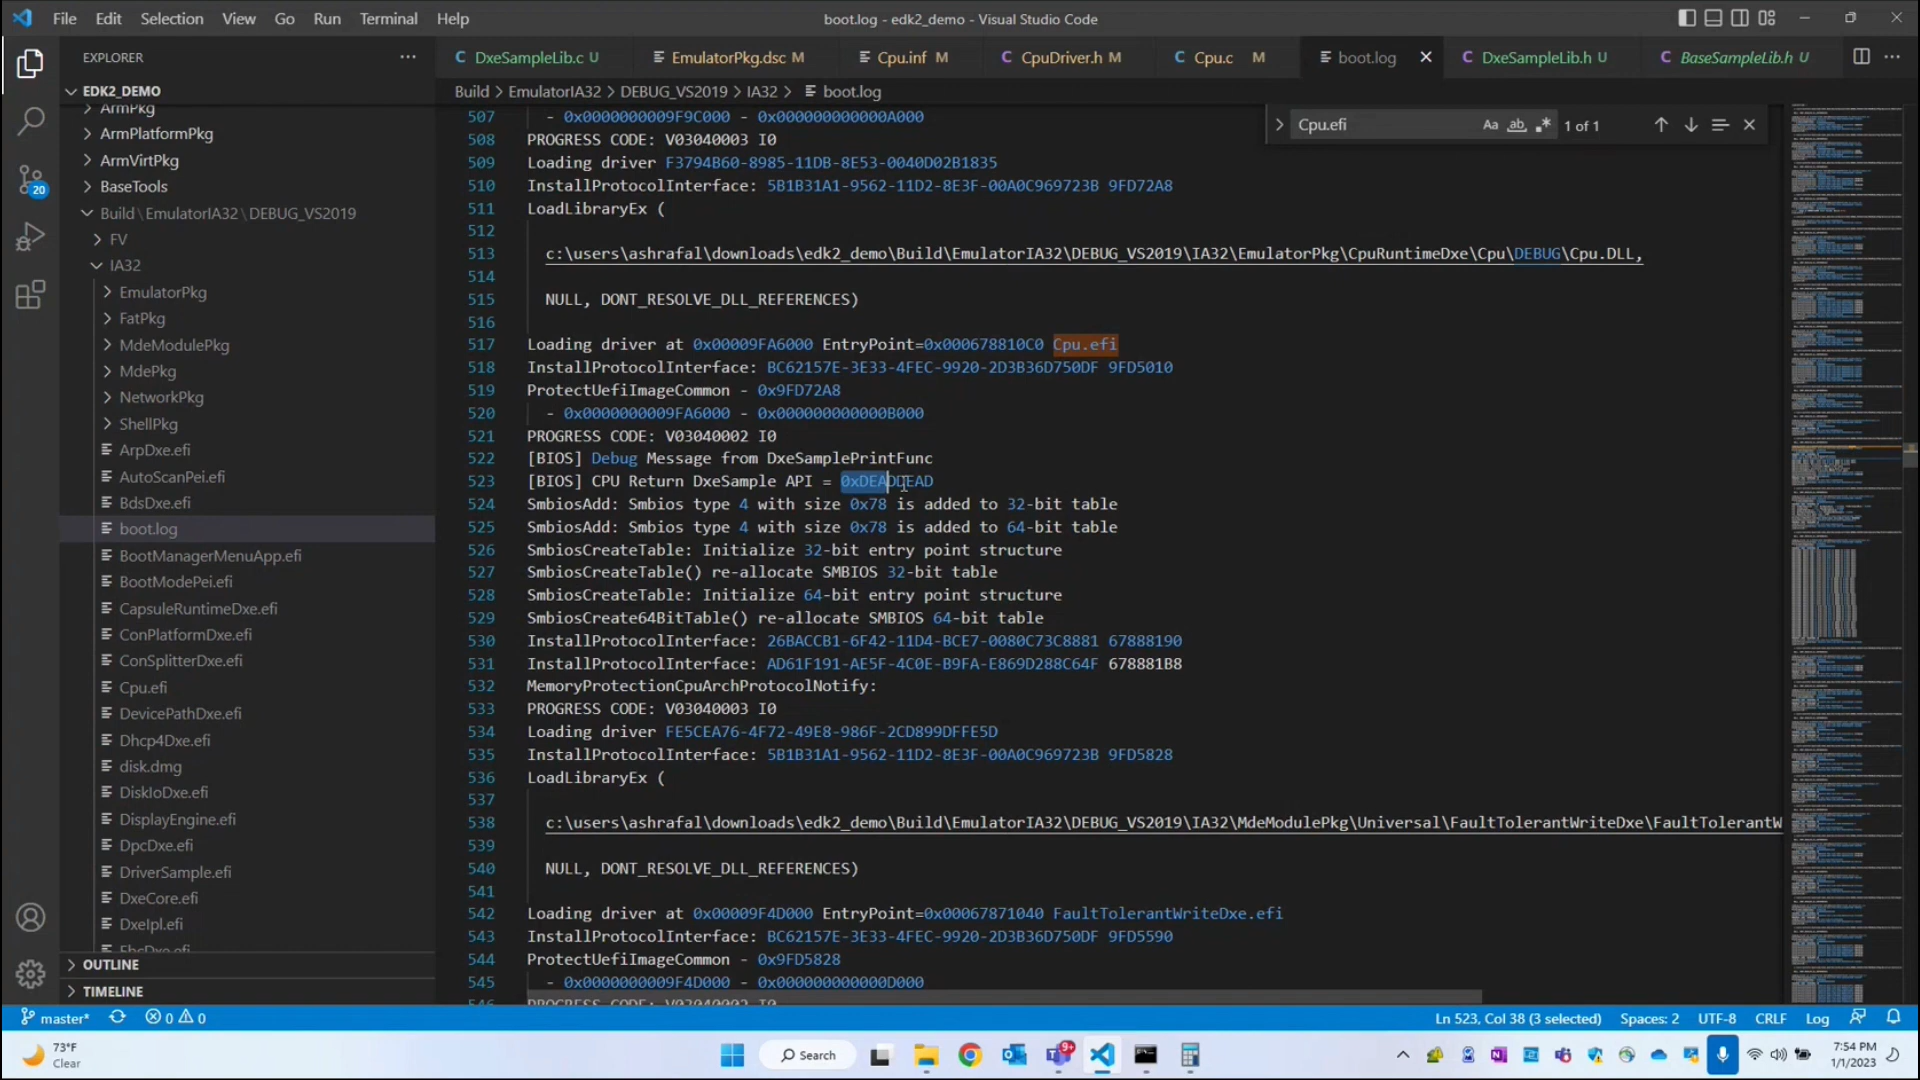 File Edit Selection View Go Run Terminal Help
boot.log - edk2_demo - Visual Studio Code
EXPLORER
EDK2_DEMO
ArmPkg
ArmPlatformPkg
ArmVirtPkg
BaseTools
Build\EmulatorIA32\DEBUG_VS2019
FV
IA32
EmulatorPkg
FatPkg
MdeModulePkg
MdePkg
NetworkPkg
ShellPkg
ArpDxe.efi
AutoScanPei.efi
BdsDxe.efi
boot.log
BootManagerMenuApp.efi
BootModePei.efi
CapsuleRuntimeDxe.efi
ConPlatformDxe.efi
ConSplitterDxe.efi
Cpu.efi
DevicePathDxe.efi
Dhcp4Dxe.efi
disk.dmg
DiskIoDxe.efi
DisplayEngine.efi
DpcDxe.efi
DriverSample.efi
DxeCore.efi
DxeIpl.efi
OUTLINE
TIMELINE
20
DxeSampleLib.c U
EmulatorPkg.dsc M
Cpu.inf M
CpuDriver.h M
Cpu.c M
boot.log
DxeSampleLib.h U
BaseSampleLib.h U
Build > EmulatorIA32 > DEBUG_VS2019 > IA32 > boot.log
Cpu.efi Aa ab .* 1 of 1
507 - 0x0000000009F9C000 - 0x000000000000A000
508 PROGRESS CODE: V03040003 I0
509 Loading driver F3794B60-8985-11DB-8E53-0040D02B1835
510 InstallProtocolInterface: 5B1B31A1-9562-11D2-8E3F-00A0C969723B 9FD72A8
511 LoadLibraryEx (
512
513 c:\users\ashrafal\downloads\edk2_demo\Build\EmulatorIA32\DEBUG_VS2019\IA32\EmulatorPkg\CpuRuntimeDxe\Cpu\DEBUG\Cpu.DLL,
514
515 NULL, DONT_RESOLVE_DLL_REFERENCES)
516
517 Loading driver at 0x00009FA6000 EntryPoint=0x000678810C0 Cpu.efi
518 InstallProtocolInterface: BC62157E-3E33-4FEC-9920-2D3B36D750DF 9FD5010
519 ProtectUefiImageCommon - 0x9FD72A8
520 - 0x0000000009FA6000 - 0x000000000000B000
521 PROGRESS CODE: V03040002 I0
522 [BIOS] Debug Message from DxeSamplePrintFunc
523 [BIOS] CPU Return DxeSample API = 0xDEADDEAD
524 SmbiosAdd: Smbios type 4 with size 0x78 is added to 32-bit table
525 SmbiosAdd: Smbios type 4 with size 0x78 is added to 64-bit table
526 SmbiosCreateTable: Initialize 32-bit entry point structure
527 SmbiosCreateTable() re-allocate SMBIOS 32-bit table
528 SmbiosCreateTable: Initialize 64-bit entry point structure
529 SmbiosCreate64BitTable() re-allocate SMBIOS 64-bit table
530 InstallProtocolInterface: 26BACCB1-6F42-11D4-BCE7-0080C73C8881 67888190
531 InstallProtocolInterface: AD61F191-AE5F-4C0E-B9FA-E869D288C64F 678881B8
532 MemoryProtectionCpuArchProtocolNotify:
533 PROGRESS CODE: V03040003 I0
534 Loading driver FE5CEA76-4F72-49E8-986F-2CD899DFFE5D
535 InstallProtocolInterface: 5B1B31A1-9562-11D2-8E3F-00A0C969723B 9FD5828
536 LoadLibraryEx (
537
538 c:\users\ashrafal\downloads\edk2_demo\Build\EmulatorIA32\DEBUG_VS2019\IA32\MdeModulePkg\Universal\FaultTolerantWriteDxe\FaultTolerantW
539
540 NULL, DONT_RESOLVE_DLL_REFERENCES)
541
542 Loading driver at 0x00009F4D000 EntryPoint=0x00067871040 FaultTolerantWriteDxe.efi
543 InstallProtocolInterface: BC62157E-3E33-4FEC-9920-2D3B36D750DF 9FD5590
544 ProtectUefiImageCommon - 0x9FD5828
545 - 0x0000000009F4D000 - 0x000000000000D000
546 PROGRESS CODE: V03040002 I0
master* 0 0
Ln 523, Col 38 (3 selected) Spaces: 2 UTF-8 CRLF Log
73°F
Clear
Search
9+
7:54 PM
1/1/2023